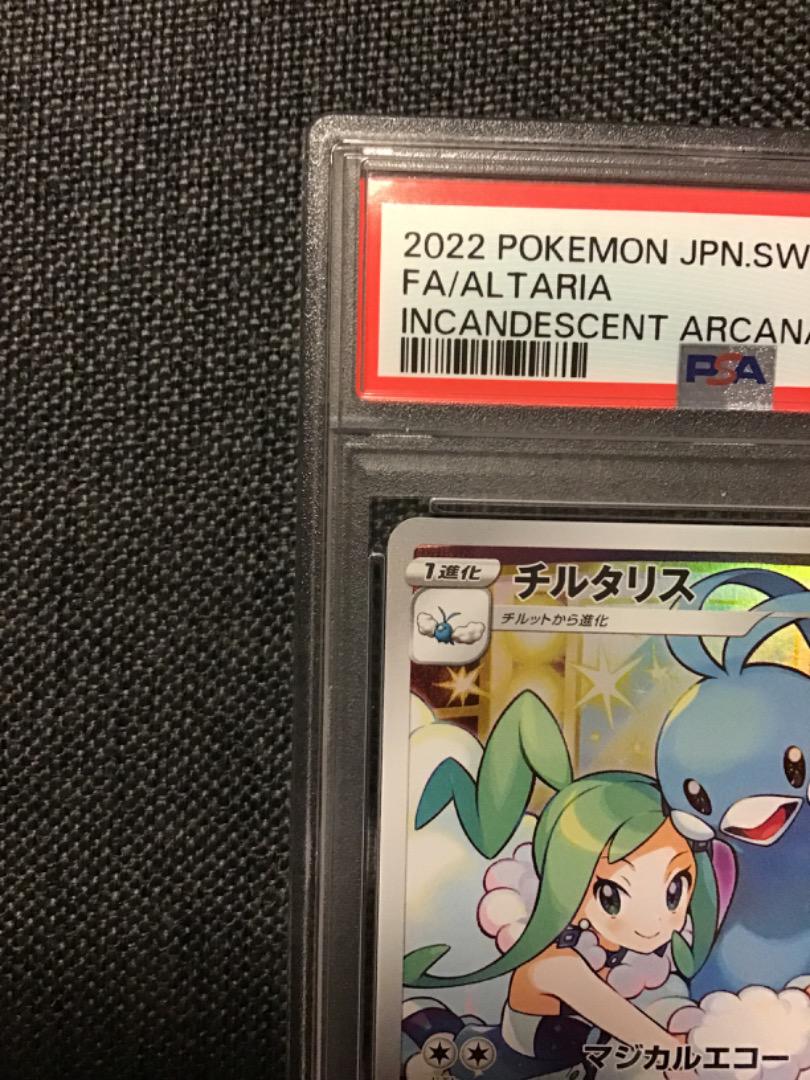 2022 POKEMON JPN.SW
FA/ALTARIA
INCANDESCENT ARCANA
PSA
1進化
チルタリス
チルットから進化
マジカルエコー